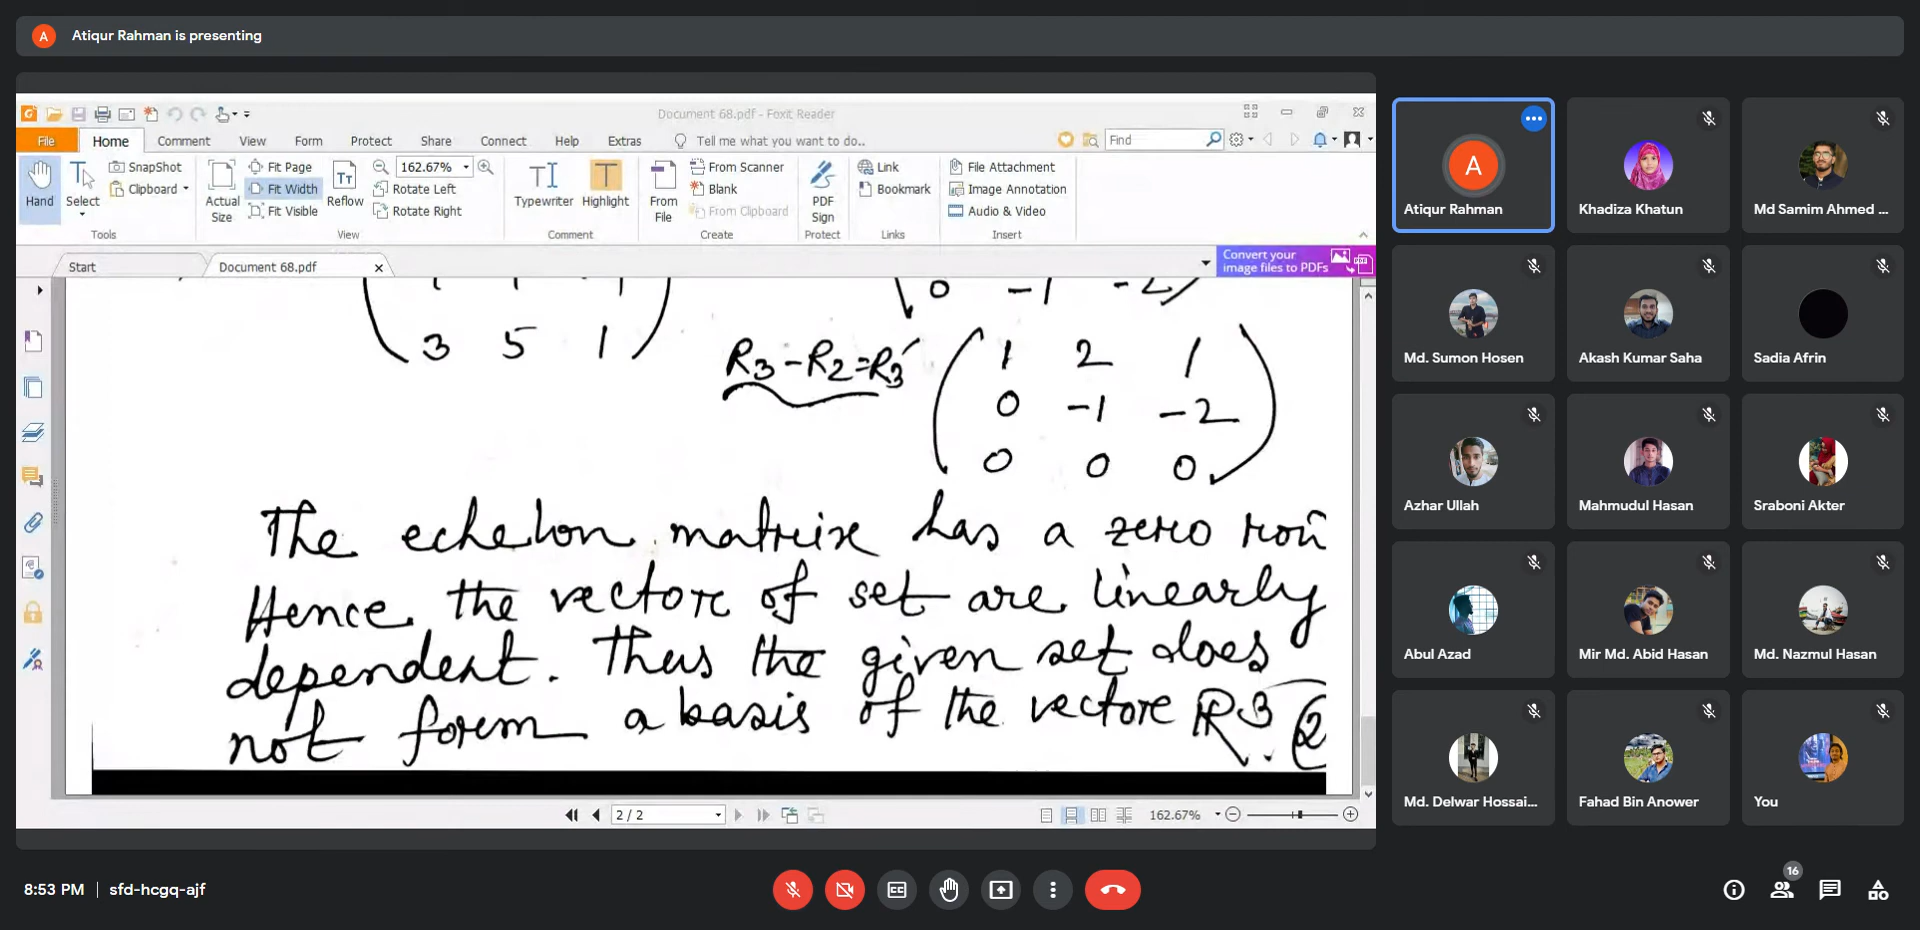 A Atiqur Rahman is presenting
Document 68.pdf - Foxit Reader
File Home Comment View Form Protect Share Connect Help Extras Tell me what you want to do.. Find
Hand
Select
SnapShot
Clipboard
Tools
Actual
Size
Fit Page
Fit Width
Fit Visible
Reflow
162.67%
Rotate Left
Rotate Right
View
Typewriter
Highlight
Comment
From
File
From Scanner
Blank
From Clipboard
Create
PDF
Sign
Protect
Link
Bookmark
Links
File Attachment
Image Annotation
Audio & Video
Insert
Start
Document 68.pdf
Convert your
image files to PDFs
0 -1 -2
3 5 1
R3-R2=R3'
1 2 1
0 -1 -2
0 0 0
The echelon matrix has a zero row
Hence the vector of set are linearly
dependent. Thus the given set does
not form a basis of the vector R3. 2
2 / 2
162.67%
A
Atiqur Rahman
Khadiza Khatun
Md Samim Ahmed ...
Md. Sumon Hosen
Akash Kumar Saha
Sadia Afrin
Azhar Ullah
Mahmudul Hasan
Sraboni Akter
Abul Azad
Mir Md. Abid Hasan
Md. Nazmul Hasan
Md. Delwar Hossai...
Fahad Bin Anower
You
8:53 PM | sfd-hcgq-ajf
16